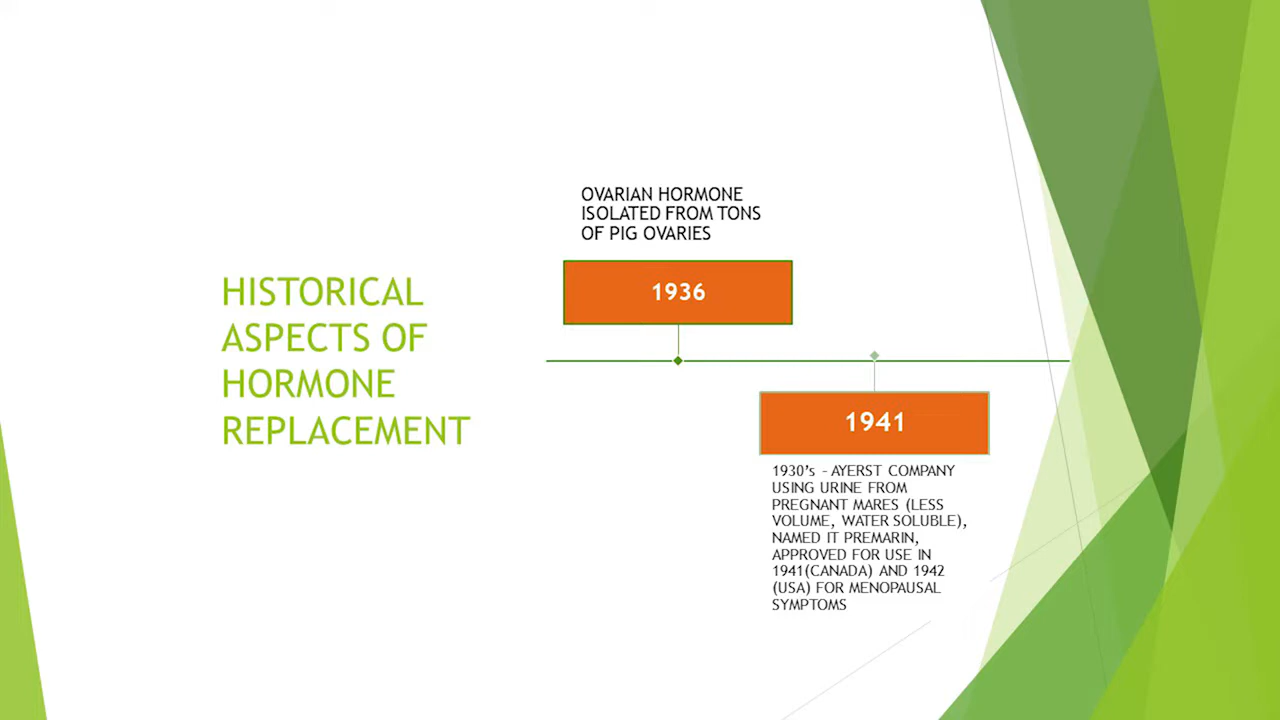 HISTORICAL
ASPECTS OF
HORMONE
REPLACEMENT
OVARIAN HORMONE
ISOLATED FROM TONS
OF PIG OVARIES
1936
1941
1930's - AYERST COMPANY
USING URINE FROM
PREGNANT MARES (LESS
VOLUME, WATER SOLUBLE),
NAMED IT PREMARIN,
APPROVED FOR USE IN
1941(CANADA) AND 1942
(USA) FOR MENOPAUSAL
SYMPTOMS